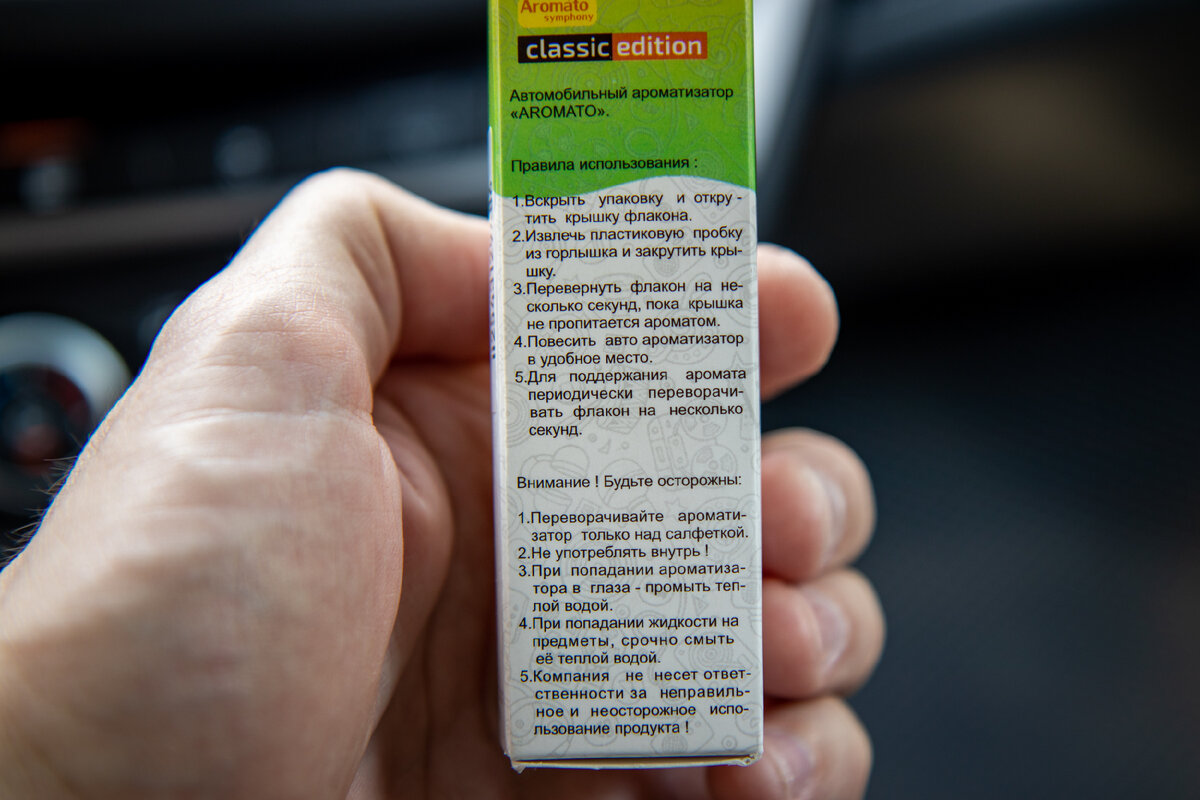 Aromato
symphony
classic edition
Автомобильный ароматизатор
«AROMATO».
Правила использования :
1.Вскрыть упаковку и откру -
тить крышку флакона.
2.Извлечь пластиковую пробку
из горлышка и закрутить кры-
шку.
3.Перевернуть флакон на не-
сколько секунд, пока крышка
не пропитается ароматом.
4.Повесить авто ароматизатор
в удобное место.
5.Для поддержания аромата
периодически переворачи-
вать флакон на несколько
секунд.
Внимание ! Будьте осторожны:
1.Переворачивайте аромати-
затор только над салфеткой.
2.Не употреблять внутрь !
3.При попадании ароматиза-
тора в глаза - промыть теп-
лой водой.
4.При попадании жидкости на
предметы, срочно смыть
её теплой водой.
5.Компания не несет ответ-
ственности за неправиль-
ное и неосторожное испо-
льзование продукта !